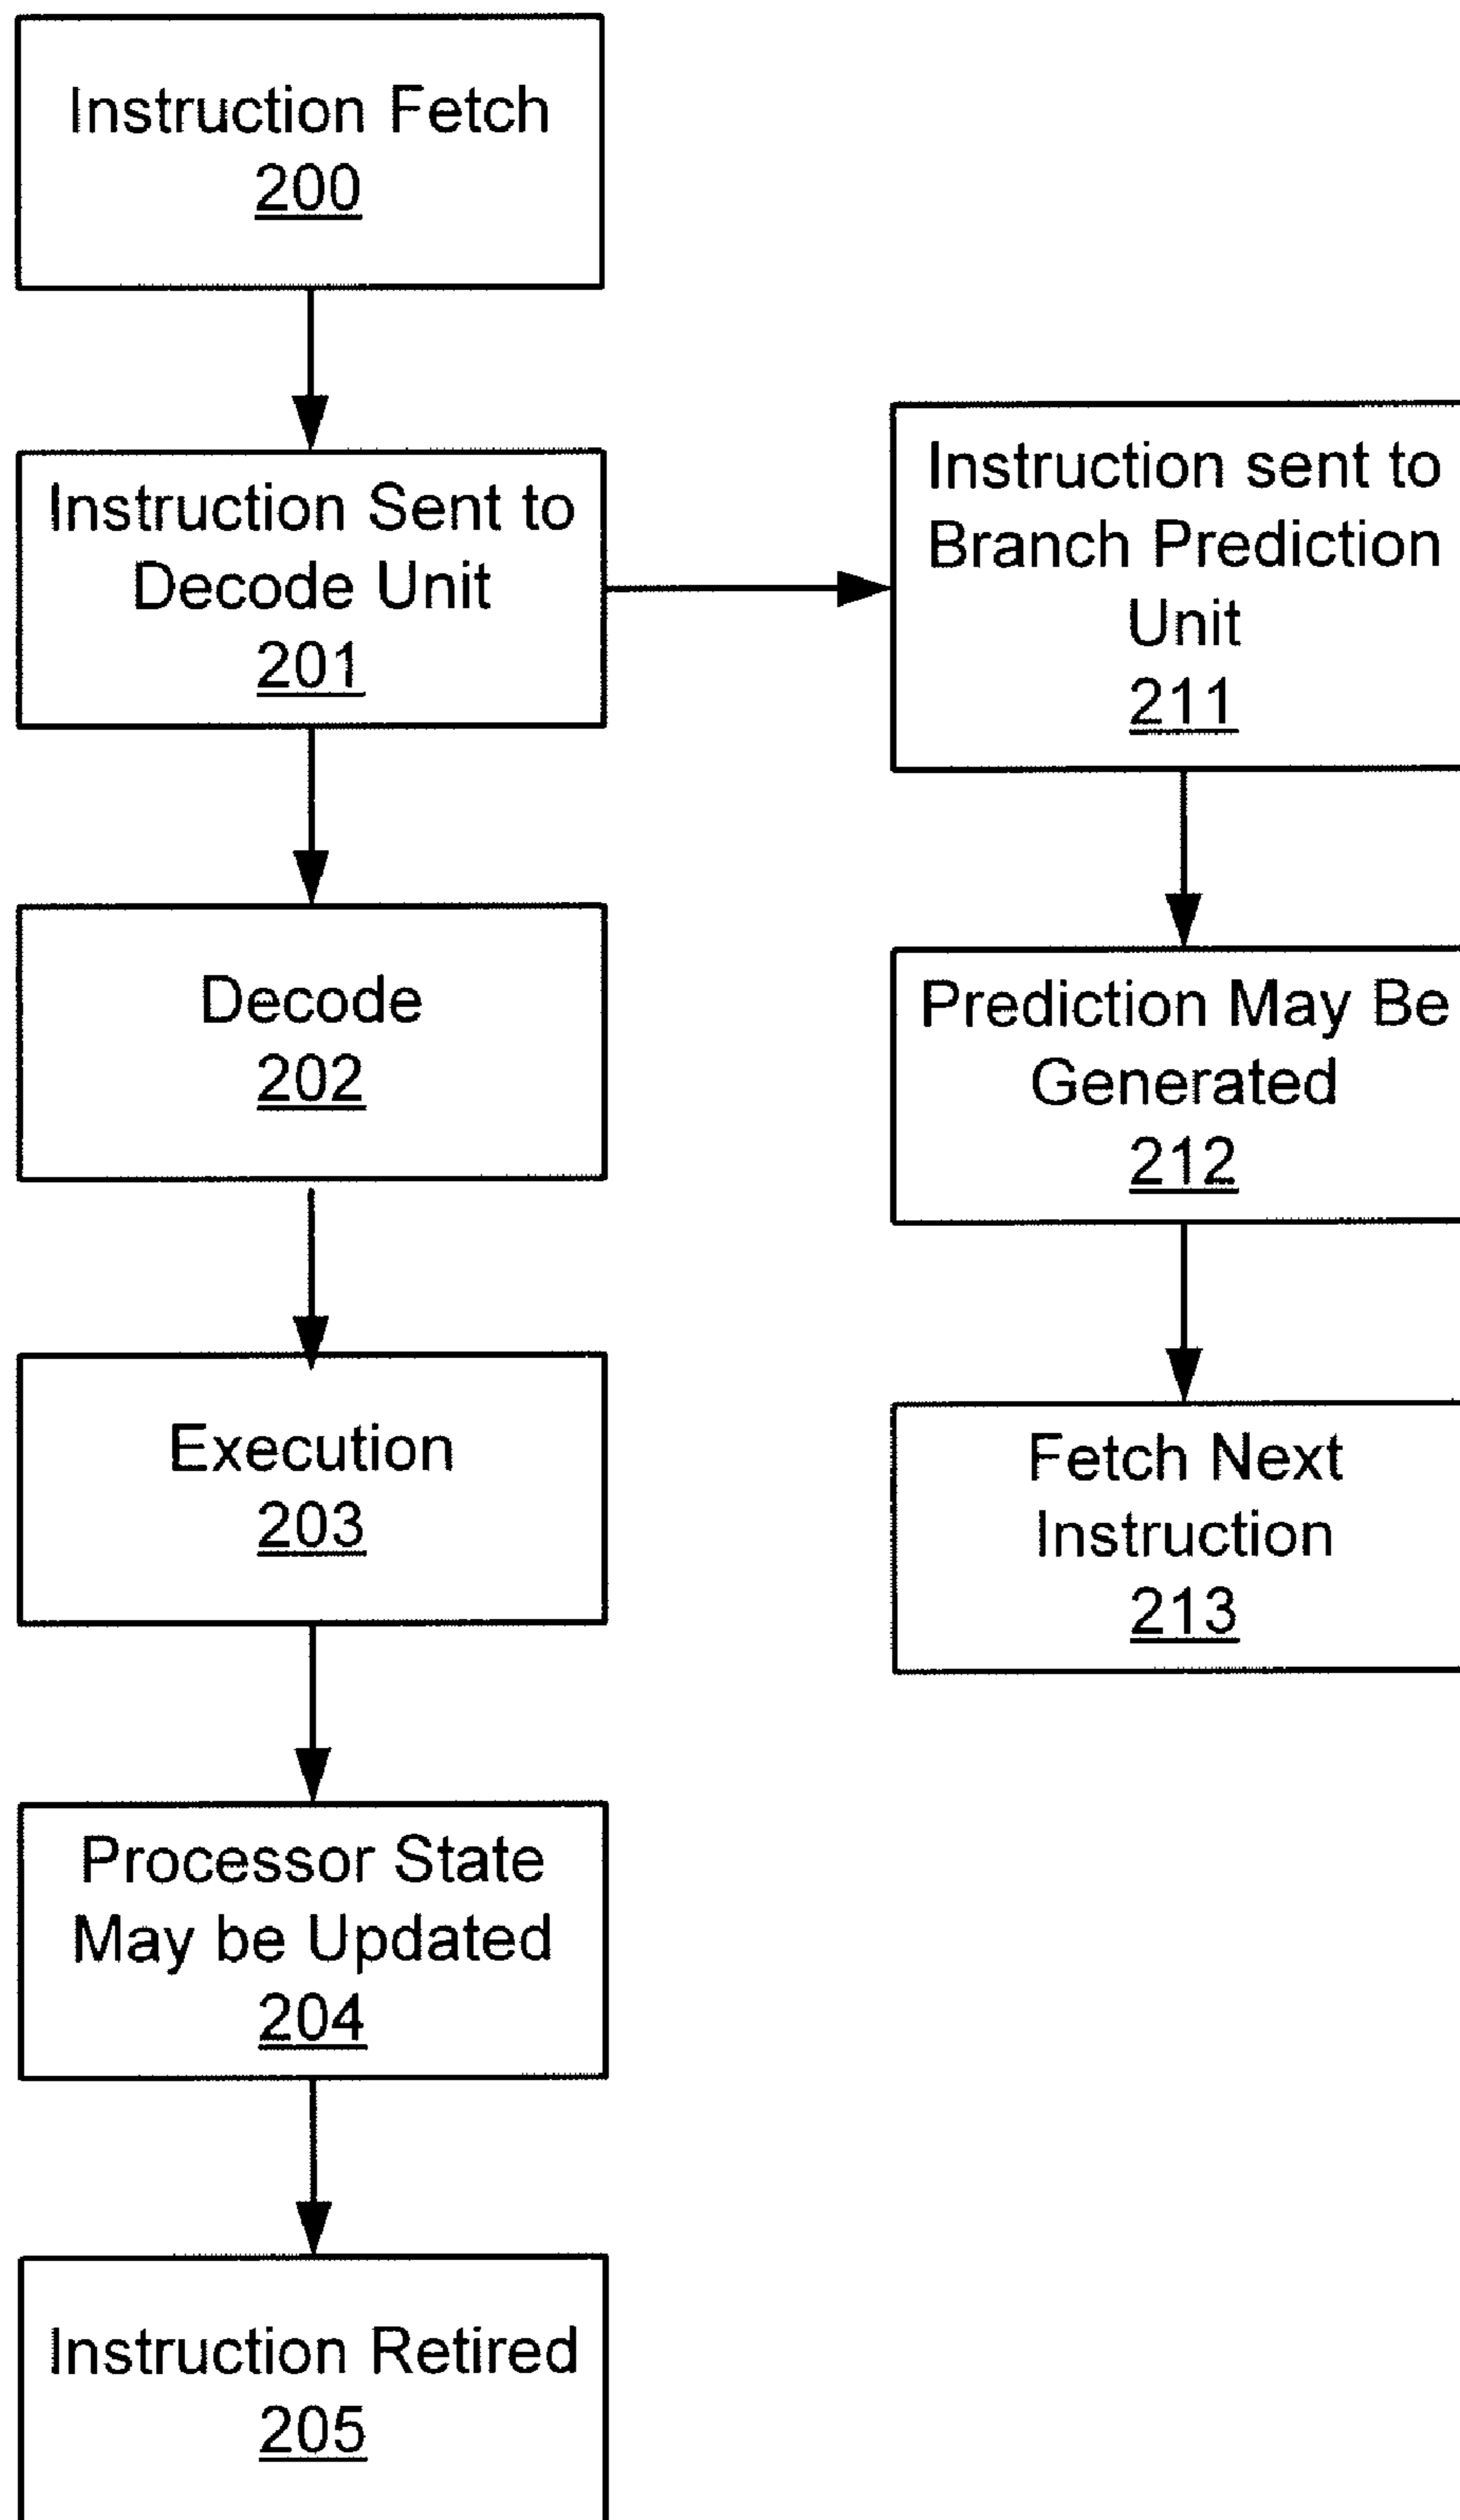 Instruction Fetch
200
Instruction Sent to
Decode Unit
201
Decode
202
Execution
203
Processor State
May be Updated
204
Instruction Retired
205
Instruction sent to
Branch Prediction
Unit
211
Prediction May Be
Generated
212
Fetch Next
Instruction
213